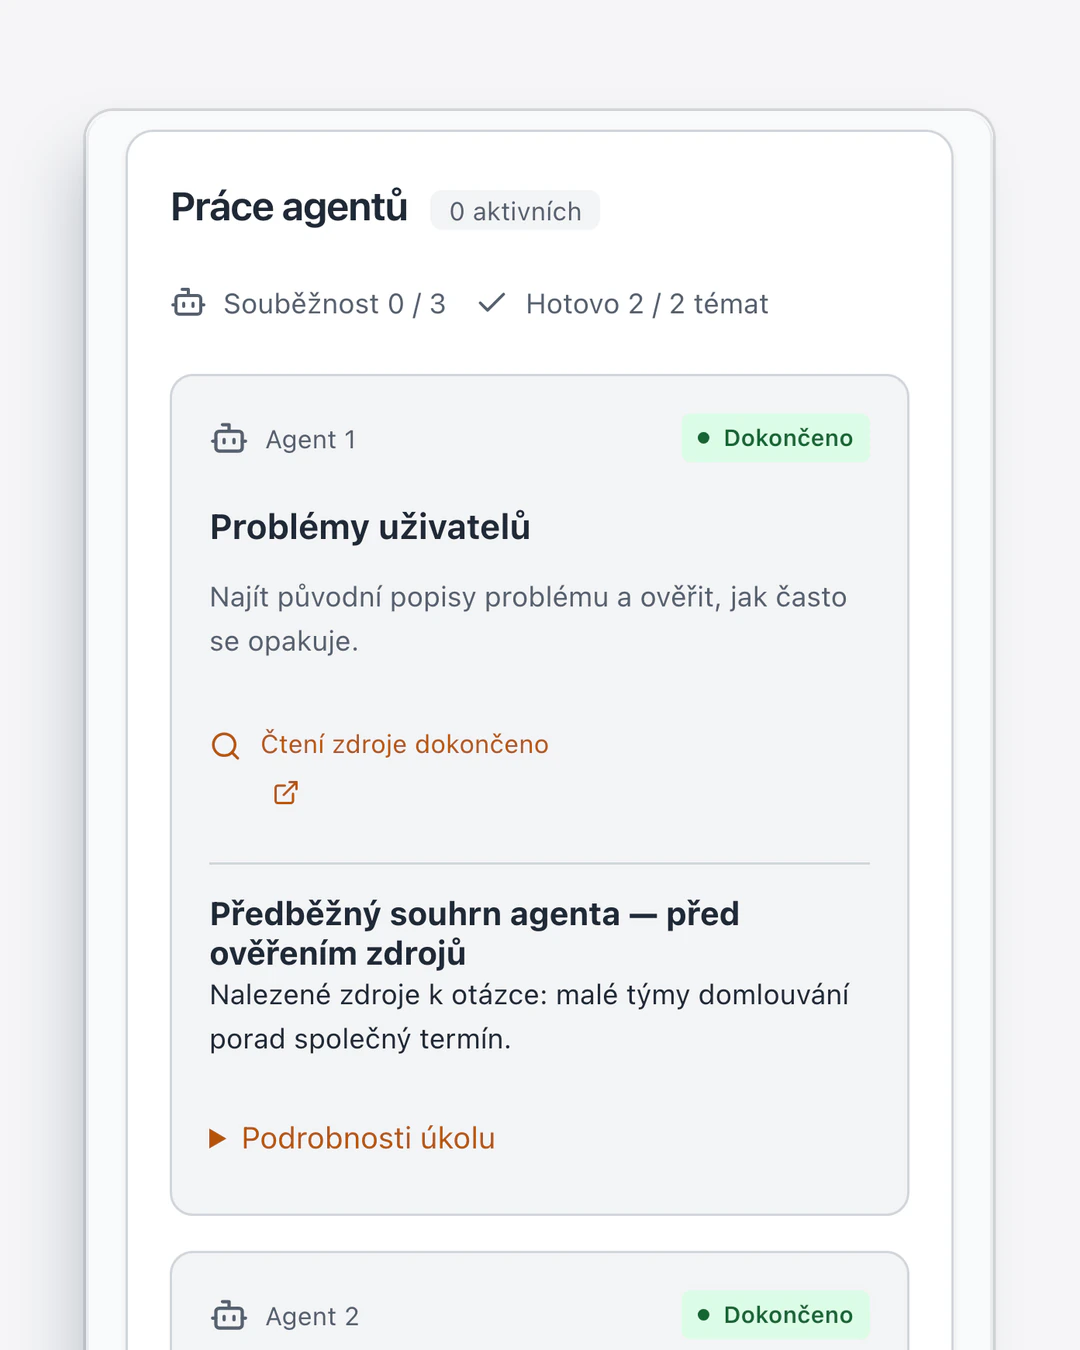 Práce agentů
0 aktivních
Souběžnost 0 / 3
Hotovo 2 / 2 témat
Agent 1
Dokončeno
Problémy uživatelů
Najít původní popisy problému a ověřit, jak často
se opakuje.
Čtení zdroje dokončeno
Předběžný souhrn agenta — před
ověřením zdrojů
Nalezené zdroje k otázce: malé týmy domlouvání
porad společný termín.
Podrobnosti úkolu
Agent 2
Dokončeno